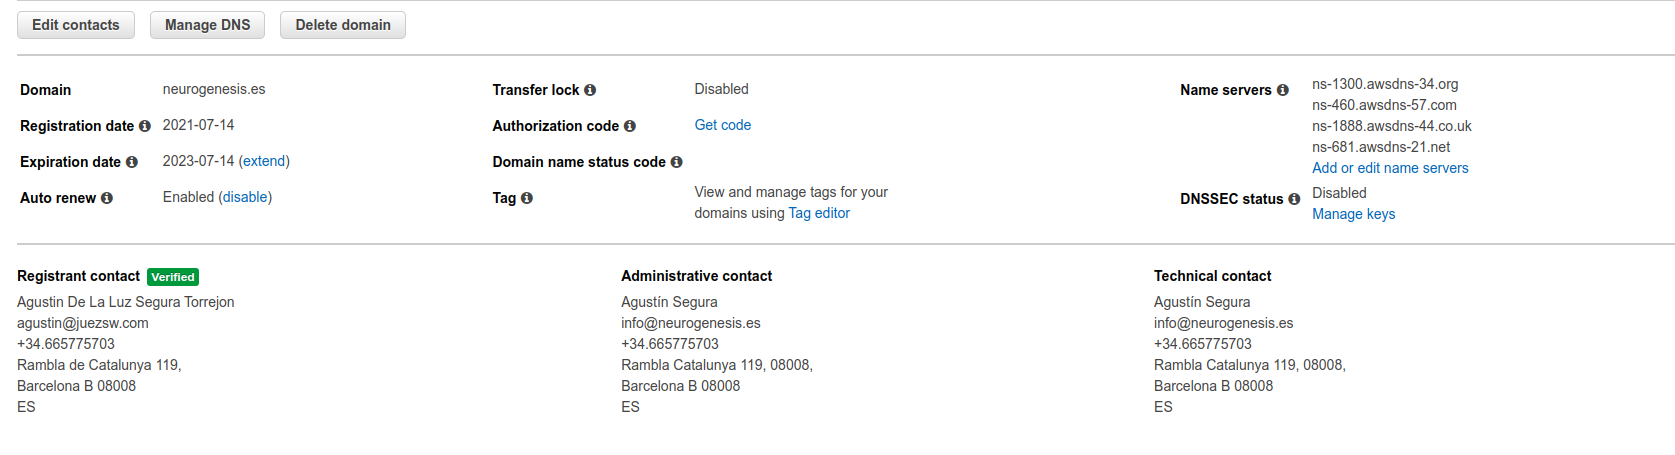 Edit contacts
Manage DNS
Delete domain
Domain
neurogenesis.es
Registration date
2021-07-14
Expiration date
2023-07-14 (extend)
Auto renew
Enabled (disable)
Transfer lock
Disabled
Authorization code
Get code
Domain name status code
Tag
View and manage tags for your
domains using Tag editor
Name servers
ns-1300.awsdns-34.org
ns-460.awsdns-57.com
ns-1888.awsdns-44.co.uk
ns-681.awsdns-21.net
Add or edit name servers
DNSSEC status
Disabled
Manage keys
Registrant contact Verified
Agustin De La Luz Segura Torrejon
agustin@juezsw.com
+34.665775703
Rambla de Catalunya 119,
Barcelona B 08008
ES
Administrative contact
Agustín Segura
info@neurogenesis.es
+34.665775703
Rambla Catalunya 119, 08008,
Barcelona B 08008
ES
Technical contact
Agustín Segura
info@neurogenesis.es
+34.665775703
Rambla Catalunya 119, 08008,
Barcelona B 08008
ES